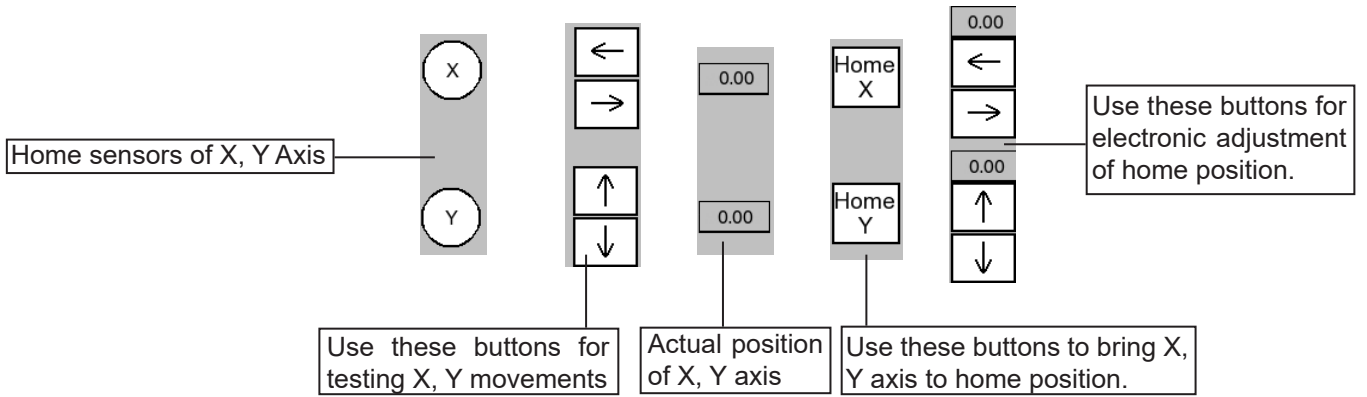 0.00
X
0.00
Home
X
Use these buttons for
electronic adjustment
of home position.
Home sensors of X, Y Axis
0.00
Y
0.00
Home
Y
Use these buttons for
testing X, Y movements
Actual position
of X, Y axis
Use these buttons to bring X,
Y axis to home position.